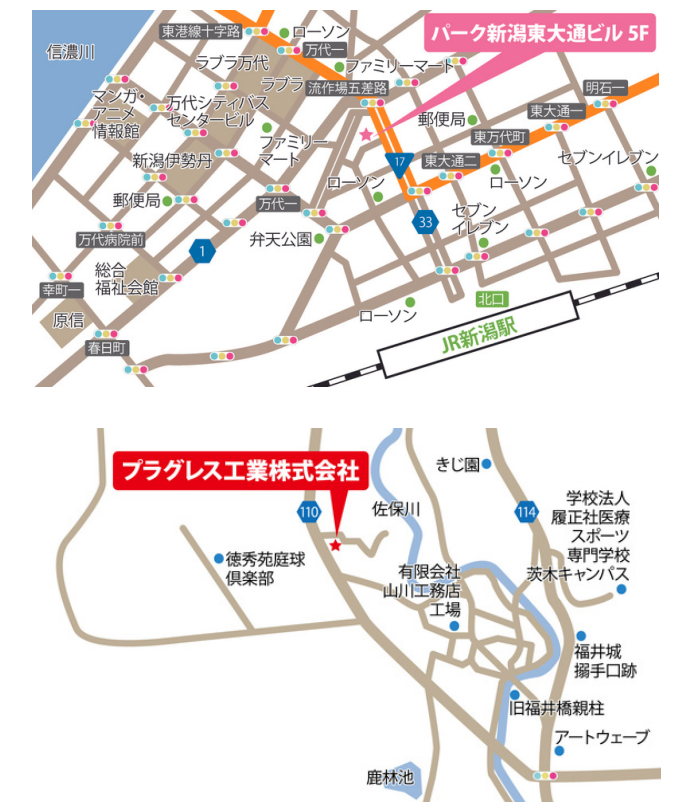 東港線十字路
ローソン
パーク新潟東大通ビル 5F
信濃川
万代一
ラブラ万代
ファミリーマート
ラブラ
流作場五差路
明石一
マンガ・
アニメ
情報館
万代シティバス
センタービル
郵便局
東大通一
東万代町
ファミリー
マート
新潟伊勢丹
17
東大通二
セブンイレブン
ローソン
ローソン
郵便局
万代一
セブン
イレブン
33
万代病院前
弁天公園
1
総合
福祉会館
幸町一
北口
原信
ローソン
JR新潟駅
春日町
プラグレス工業株式会社
きじ園
110
佐保川
114
学校法人
履正社医療
スポーツ
専門学校
茨木キャンパス
徳秀苑庭球
倶楽部
有限会社
山川工務店
工場
福井城
搦手口跡
旧福井橋親柱
アートウェーブ
鹿林池